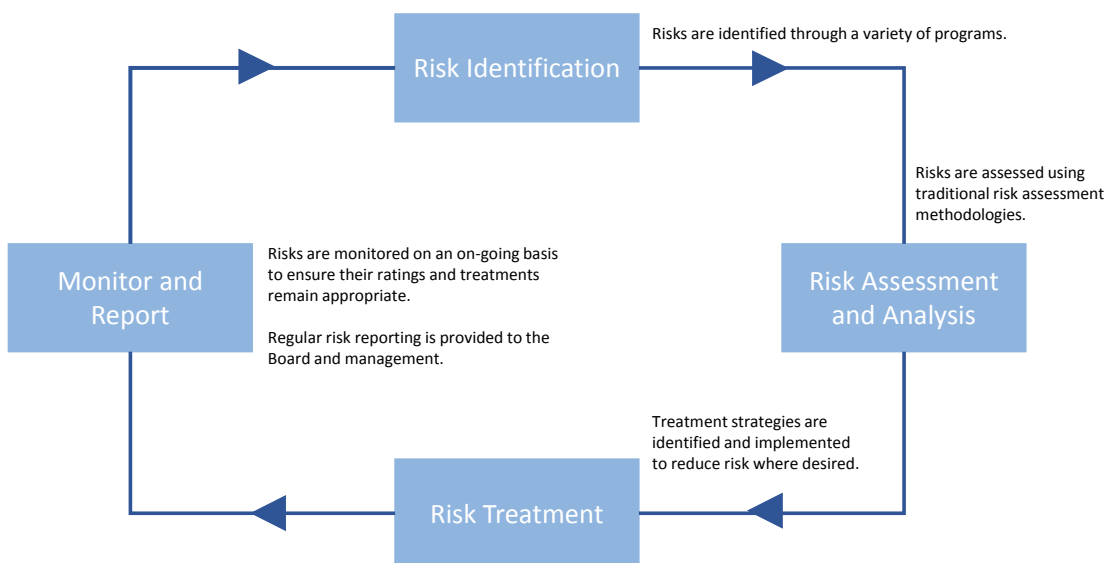 Risk Identification
Risks are identified through a variety of programs.
Risks are assessed using
traditional risk assessment
methodologies.
Risk Assessment
and Analysis
Treatment strategies are
identified and implemented
to reduce risk where desired.
Risk Treatment
Monitor and
Report
Risks are monitored on an on-going basis
to ensure their ratings and treatments
remain appropriate.
Regular risk reporting is provided to the
Board and management.